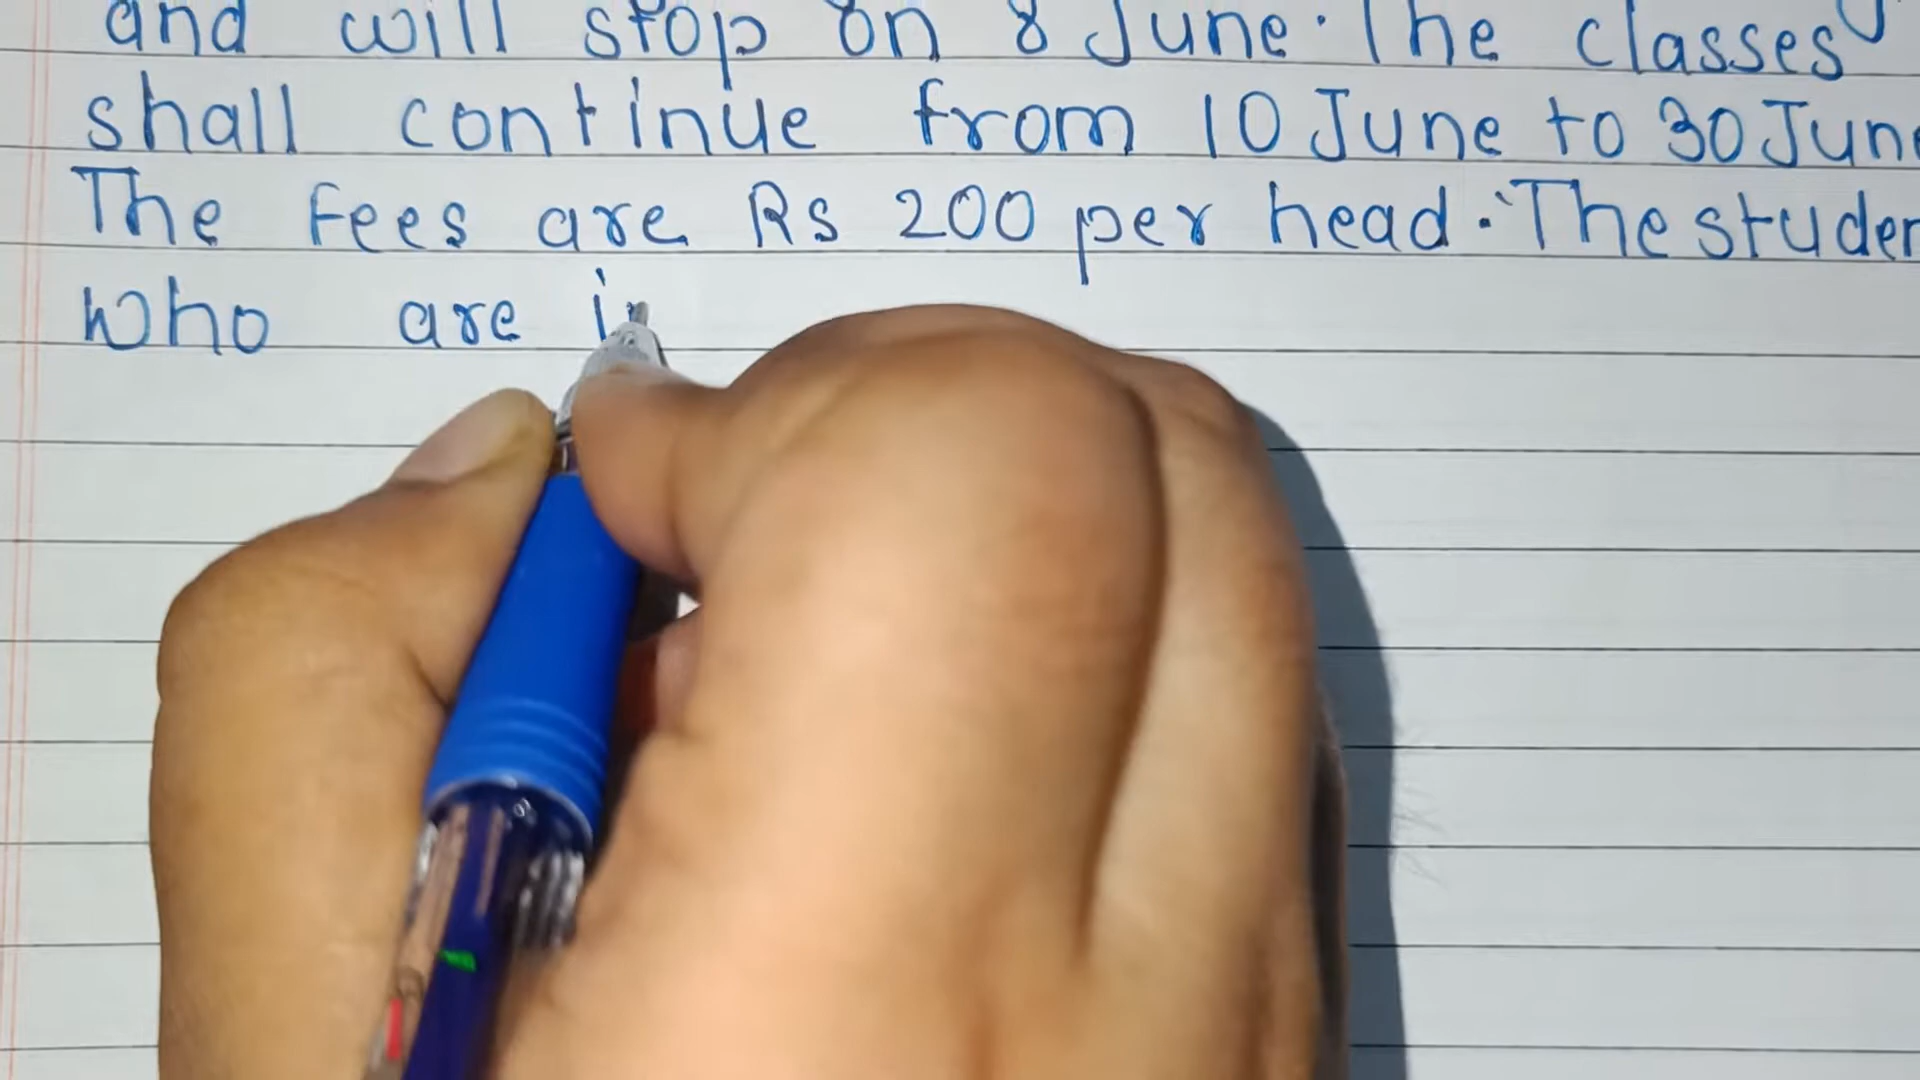 and will stop on 8 June. The classes
shall continue from 10 June to 30 June
The Fees are Rs 200 per head. The
who are